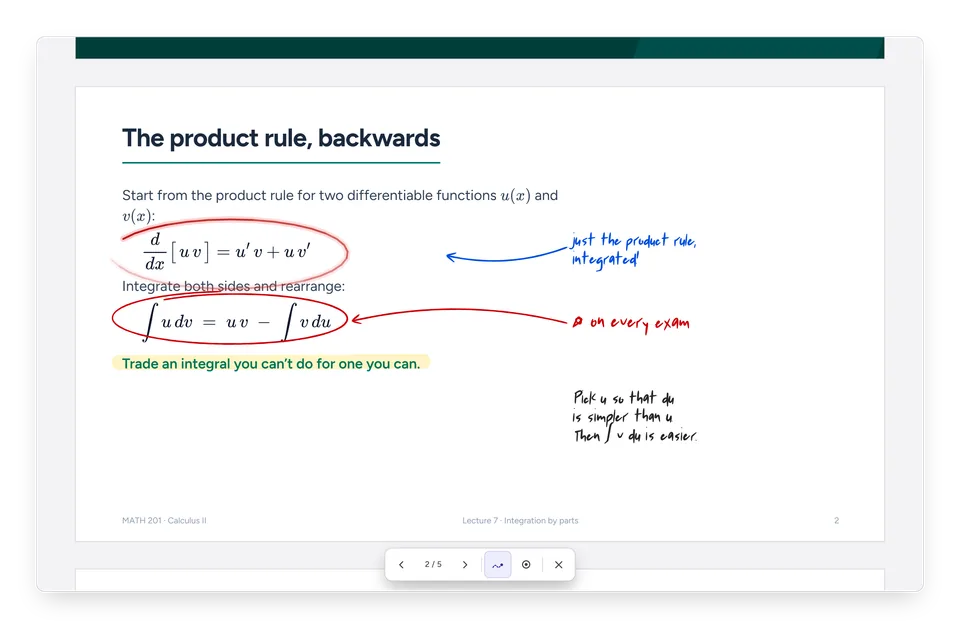 The product rule, backwards
Start from the product rule for two differentiable functions u(x) and
v(x):
d/dx [u v] = u′ v + u v′
just the product rule,
integrated!
Integrate both sides and rearrange:
∫ u dv = u v − ∫ v du
on every exam
Trade an integral you can’t do for one you can.
Pick u so that du
is simpler than u
Then ∫ v du is easier.
MATH 201 · Calculus II
Lecture 7 · Integration by parts
2
2 / 5